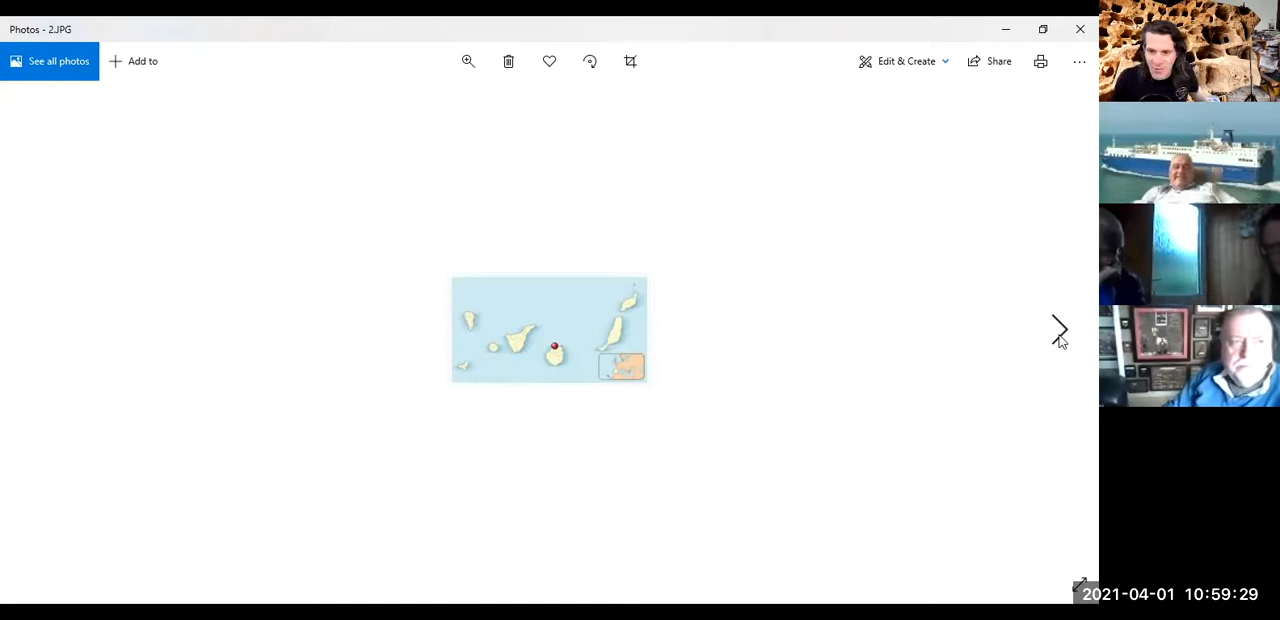 Photos - 2.JPG
See all photos
Add to
Edit & Create
Share
2021-04-01 10:59:29